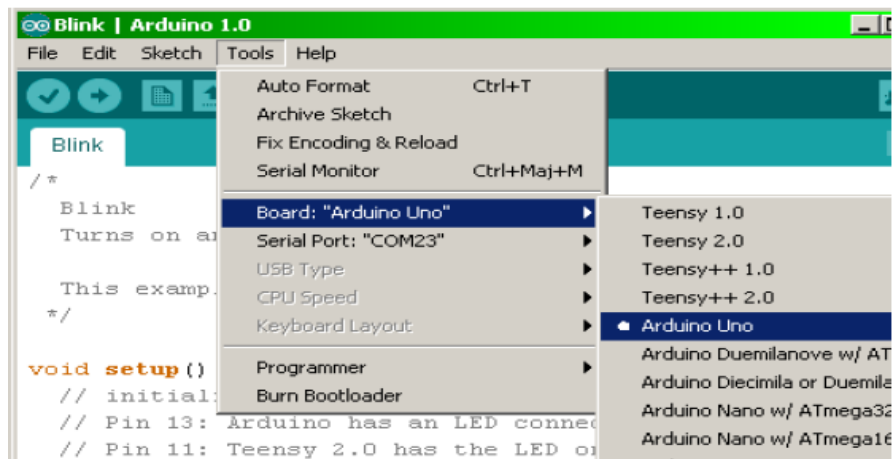 Blink | Arduino 1.0
File Edit Sketch Tools Help
Auto Format Ctrl+T
Archive Sketch
Fix Encoding & Reload
Serial Monitor Ctrl+Maj+M
Board: "Arduino Uno"
Serial Port: "COM23"
USB Type
CPU Speed
Keyboard Layout
Programmer
Burn Bootloader
Teensy 1.0
Teensy 2.0
Teensy++ 1.0
Teensy++ 2.0
Arduino Uno
Arduino Duemilanove w/ AT
Arduino Diecimila or Duemila
Arduino Nano w/ ATmega32
Arduino Nano w/ ATmega16
Blink
/*
Blink
Turns on
This examp
*/
void setup()
// initial
// Pin 13: Arduino has an LED connec
// Pin 11: Teensy 2.0 has the LED o